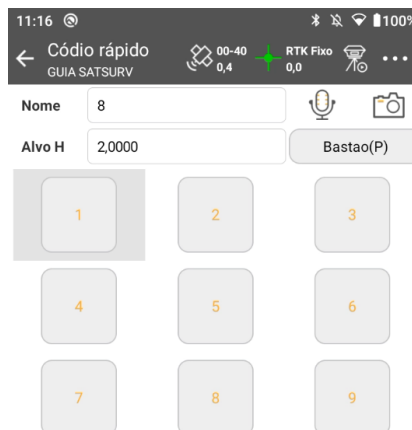 11:16 100%
Códio rápido 00-40 RTK Fixo
GUIA SATSURV 0,4 0,0
Nome 8
Alvo H 2,0000 Bastao(P)
1 2 3
4 5 6
7 8 9